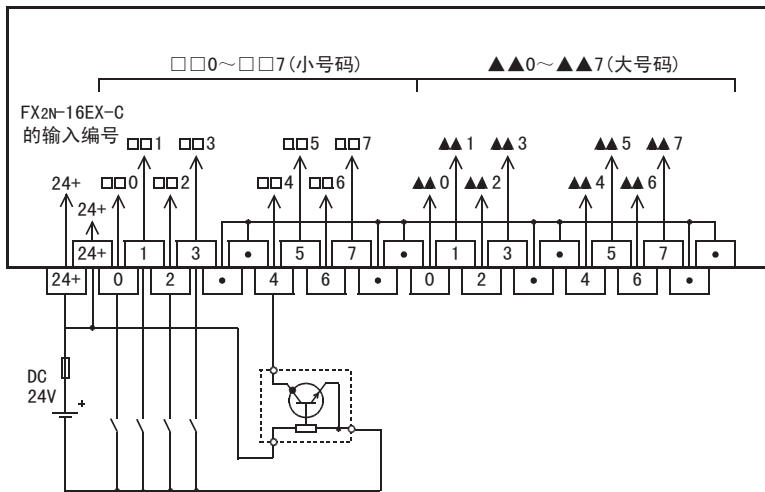 □□0～□□7(小号码) ▲▲0～▲▲7(大号码)
FX2N-16EX-C
的输入编号
□□1 □□3 □□5 □□7 ▲▲1 ▲▲3 ▲▲5 ▲▲7
24+ □□0 □□2 □□4 □□6 ▲▲0 ▲▲2 ▲▲4 ▲▲6
24+
24+ 1 3 • 5 7 • 1 3 • 5 7 •
24+ 0 2 • 4 6 • 0 2 • 4 6 •
DC
24V
+